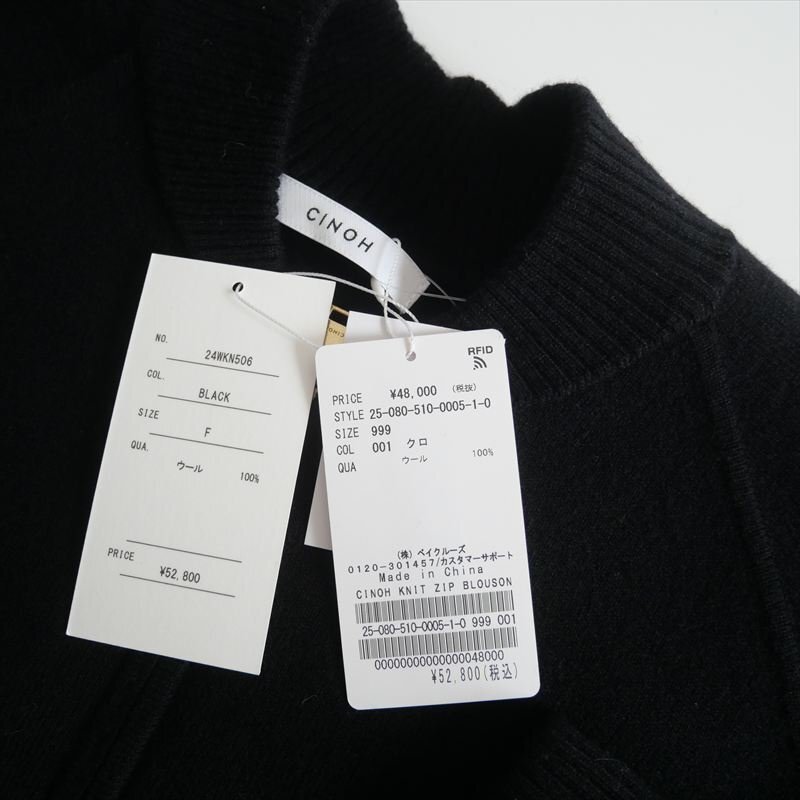 CINOH
NO. 24WKN506
COL. BLACK
SIZE F
QUA.
ウール 100%
PRICE
¥52,800
RFID
PRICE ¥48,000 (税抜)
STYLE 25-080-510-0005-1-0
SIZE 999
COL 001 クロ
QUA ウール 100%
(株) ベイクルーズ
0120-301457/カスタマーサポート
Made in China
CINOH KNIT ZIP BLOUSON
25-080-510-0005-1-0 999 001
00000000000000048000
¥52,800(税込)